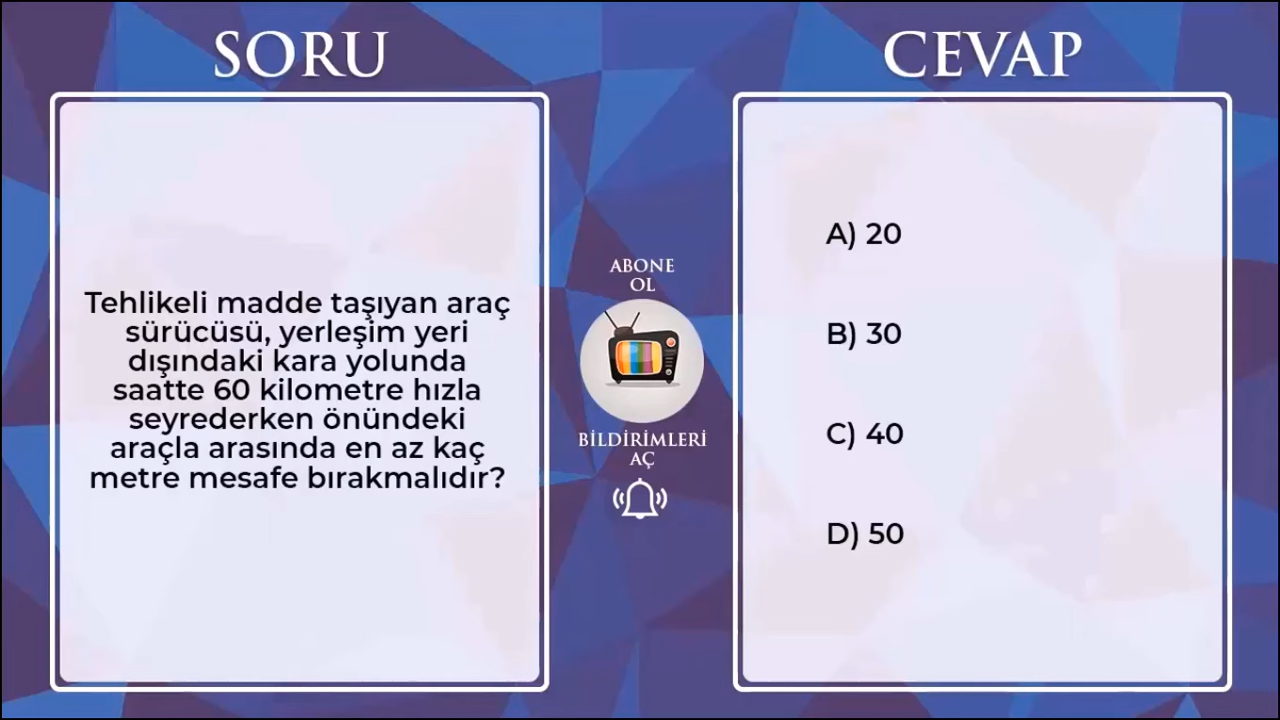 SORU
Tehlikeli madde taşıyan araç
sürücüsü, yerleşim yeri
dışındaki kara yolunda
saatte 60 kilometre hızla
seyrederken önündeki
araçla arasında en az kaç
metre mesafe bırakmalıdır?
ABONE
OL
BİLDİRİMLERİ
AÇ
CEVAP
A) 20
B) 30
C) 40
D) 50